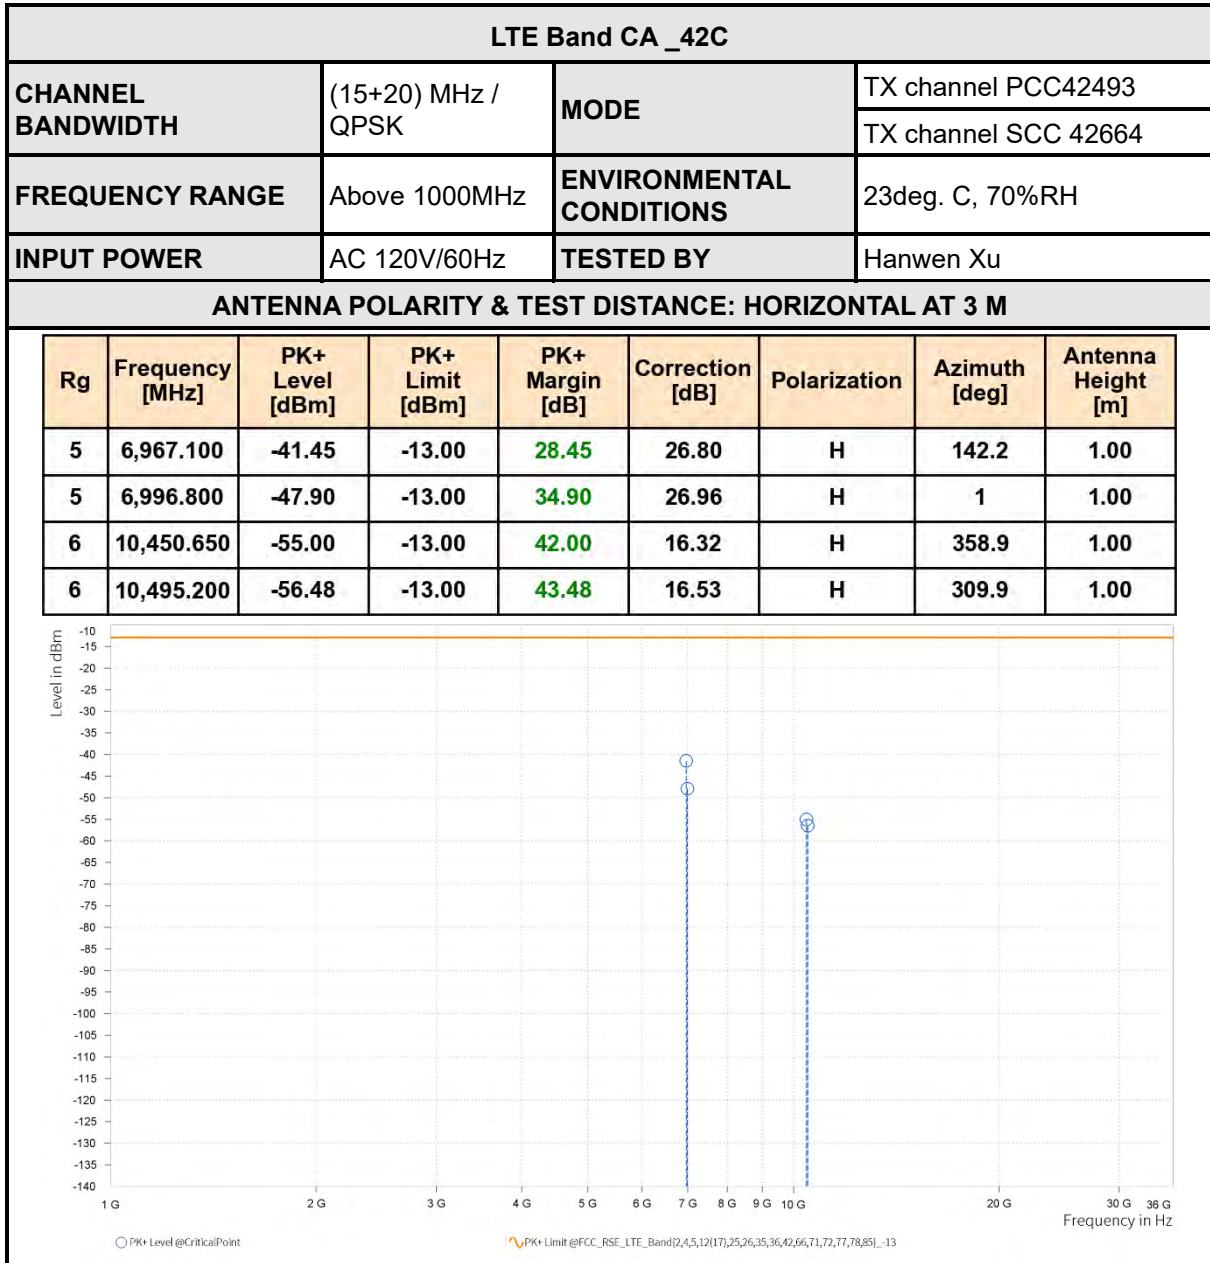 LTE Band CA _42C
CHANNEL BANDWIDTH
(15+20) MHz / QPSK
MODE
TX channel PCC42493
TX channel SCC 42664
FREQUENCY RANGE
Above 1000MHz
ENVIRONMENTAL CONDITIONS
23deg. C, 70%RH
INPUT POWER
AC 120V/60Hz
TESTED BY
Hanwen Xu
ANTENNA POLARITY & TEST DISTANCE: HORIZONTAL AT 3 M
Rg Frequency [MHz] PK+ Level [dBm] PK+ Limit [dBm] PK+ Margin [dB] Correction [dB] Polarization Azimuth [deg] Antenna Height [m]
5 6,967.100 -41.45 -13.00 28.45 26.80 H 142.2 1.00
5 6,996.800 -47.90 -13.00 34.90 26.96 H 1 1.00
6 10,450.650 -55.00 -13.00 42.00 16.32 H 358.9 1.00
6 10,495.200 -56.48 -13.00 43.48 16.53 H 309.9 1.00
Level in dBm
-10
-15
-20
-25
-30
-35
-40
-45
-50
-55
-60
-65
-70
-75
-80
-85
-90
-95
-100
-105
-110
-115
-120
-125
-130
-135
-140
1 G 2 G 3 G 4 G 5 G 6 G 7 G 8 G 9 G 10 G 20 G 30 G 36 G
Frequency in Hz
PK+ Level @CriticalPoint
PK+ Limit @FCC_RSE_LTE_Band{2,4,5,12(17),25,26,35,36,42,66,71,72,77,78,85}_-13